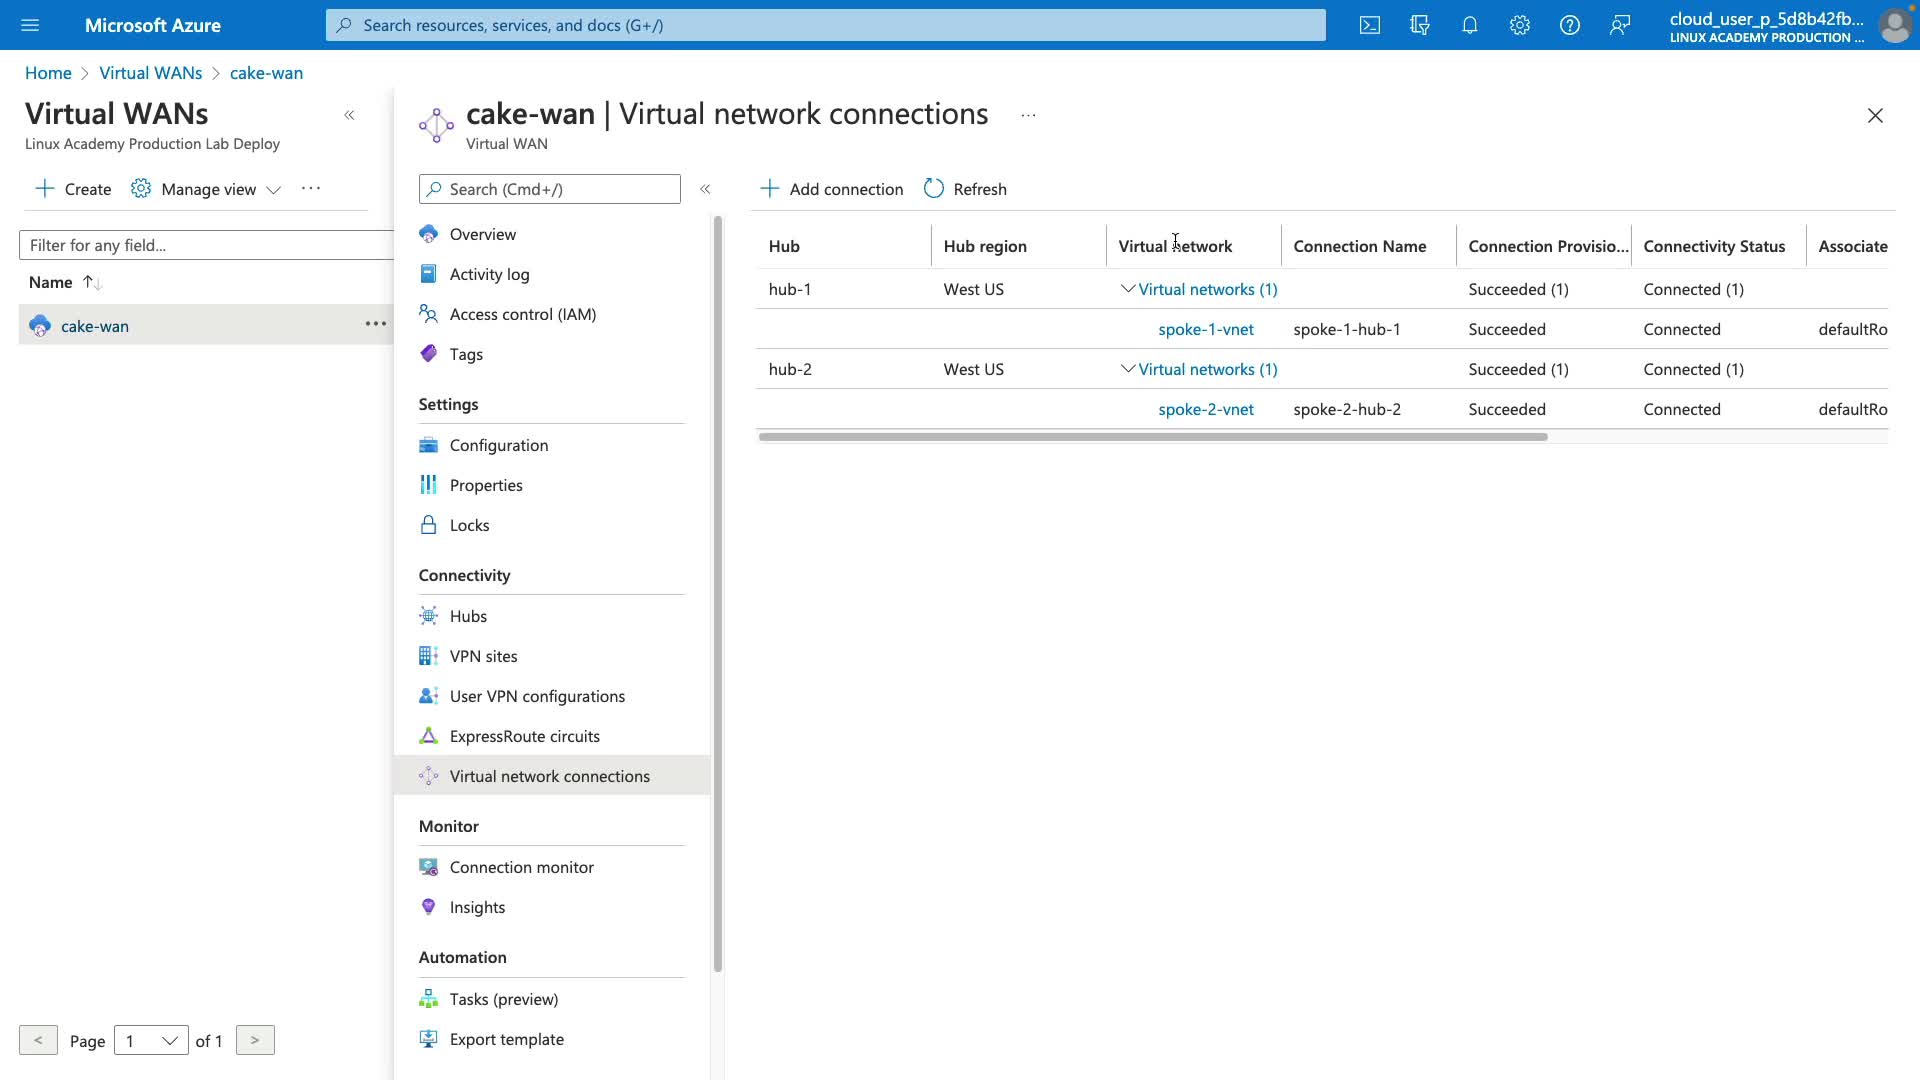 Microsoft Azure
Search resources, services, and docs (G+/)
cloud_user_p_5d8b42fb...
LINUX ACADEMY PRODUCTION ...
Home > Virtual WANs > cake-wan
Virtual WANs «
Linux Academy Production Lab Deploy
+ Create Manage view ...
Filter for any field...
Name ↑↓
cake-wan ...
< Page 1 of 1 >
cake-wan | Virtual network connections ...
Virtual WAN
Search (Cmd+/) «
Overview
Activity log
Access control (IAM)
Tags
Settings
Configuration
Properties
Locks
Connectivity
Hubs
VPN sites
User VPN configurations
ExpressRoute circuits
Virtual network connections
Monitor
Connection monitor
Insights
Automation
Tasks (preview)
Export template
+ Add connection Refresh
Hub Hub region Virtual network Connection Name Connection Provisio... Connectivity Status Associate
hub-1 West US Virtual networks (1) Succeeded (1) Connected (1)
spoke-1-vnet spoke-1-hub-1 Succeeded Connected defaultRo
hub-2 West US Virtual networks (1) Succeeded (1) Connected (1)
spoke-2-vnet spoke-2-hub-2 Succeeded Connected defaultRo